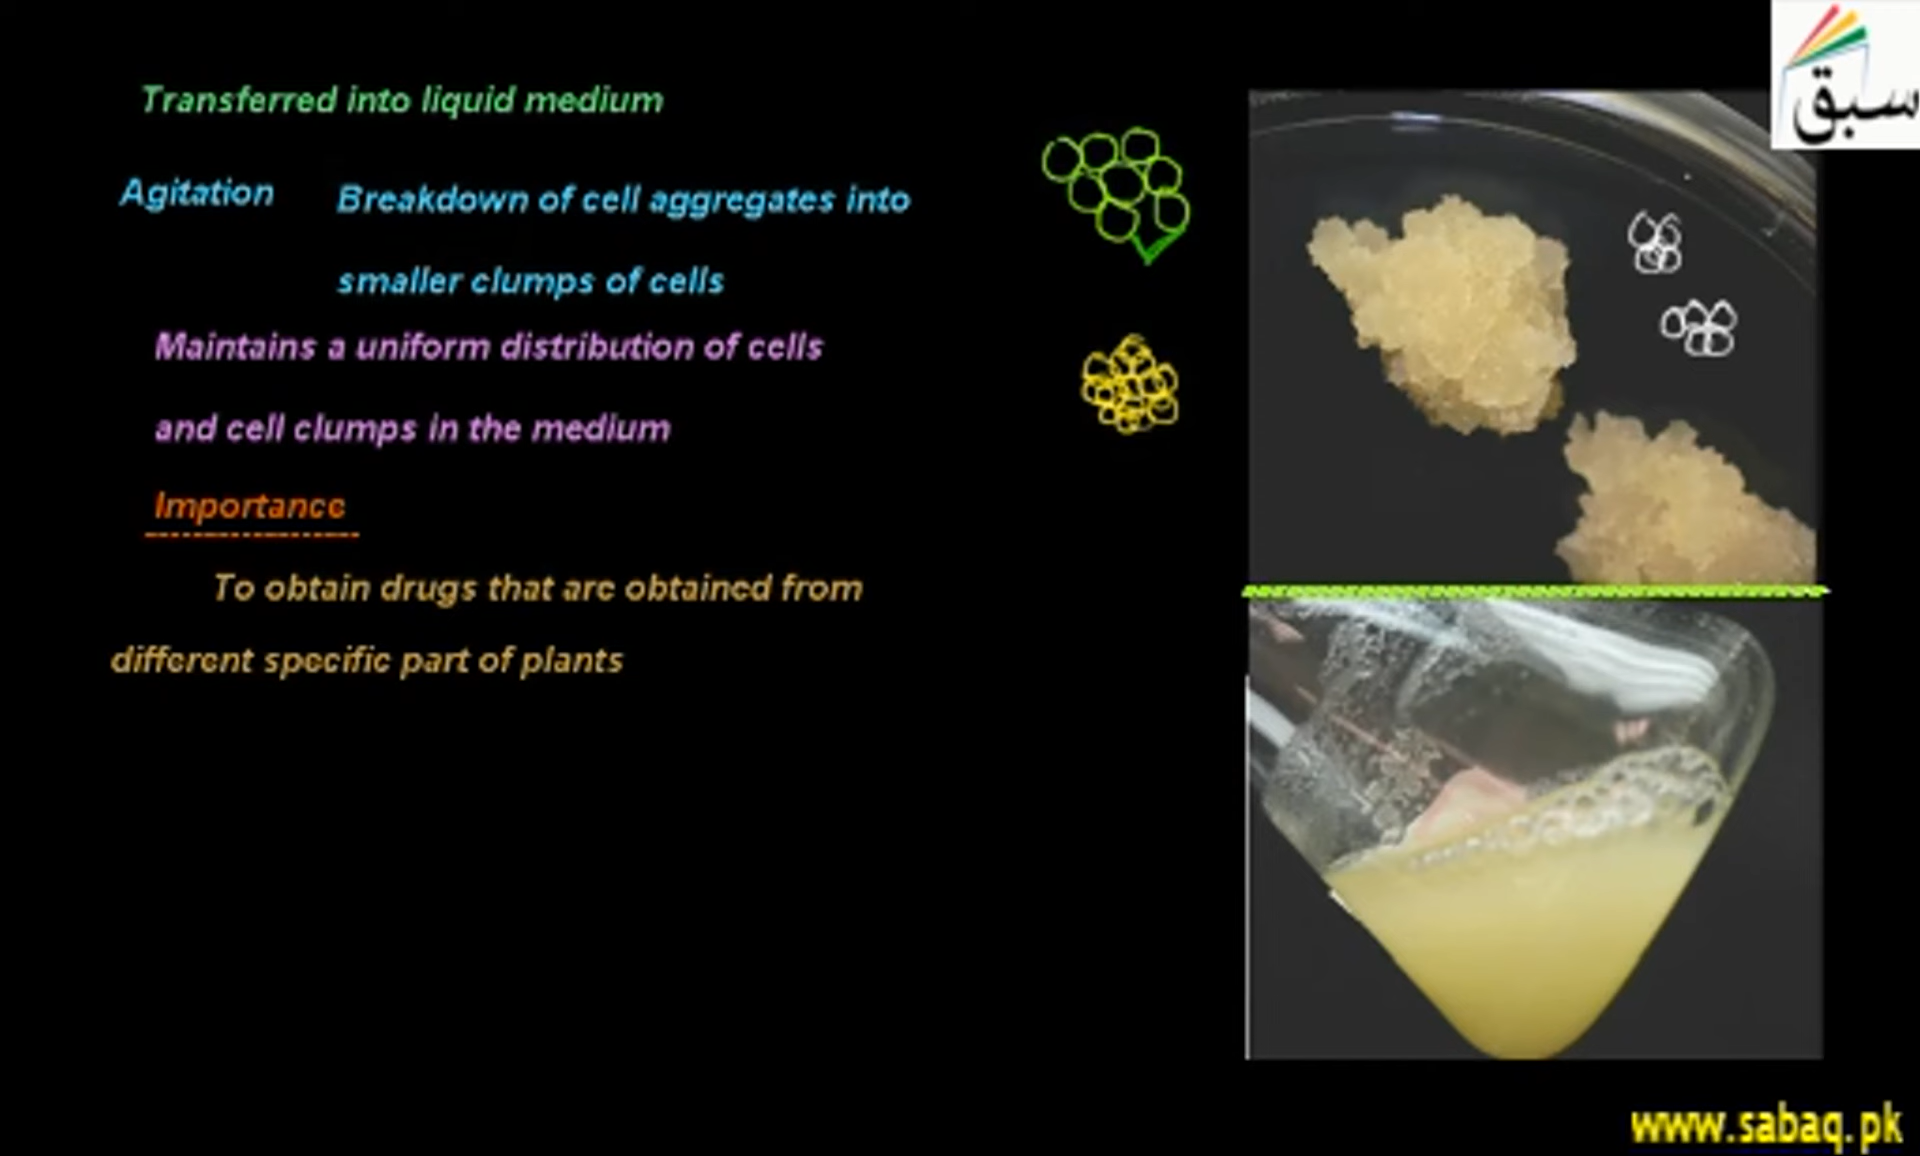 سبق
Transferred into liquid medium
Agitation Breakdown of cell aggregates into
smaller clumps of cells
Maintains a uniform distribution of cells
and cell clumps in the medium
Importance
To obtain drugs that are obtained from
different specific part of plants
www.sabaq.pk